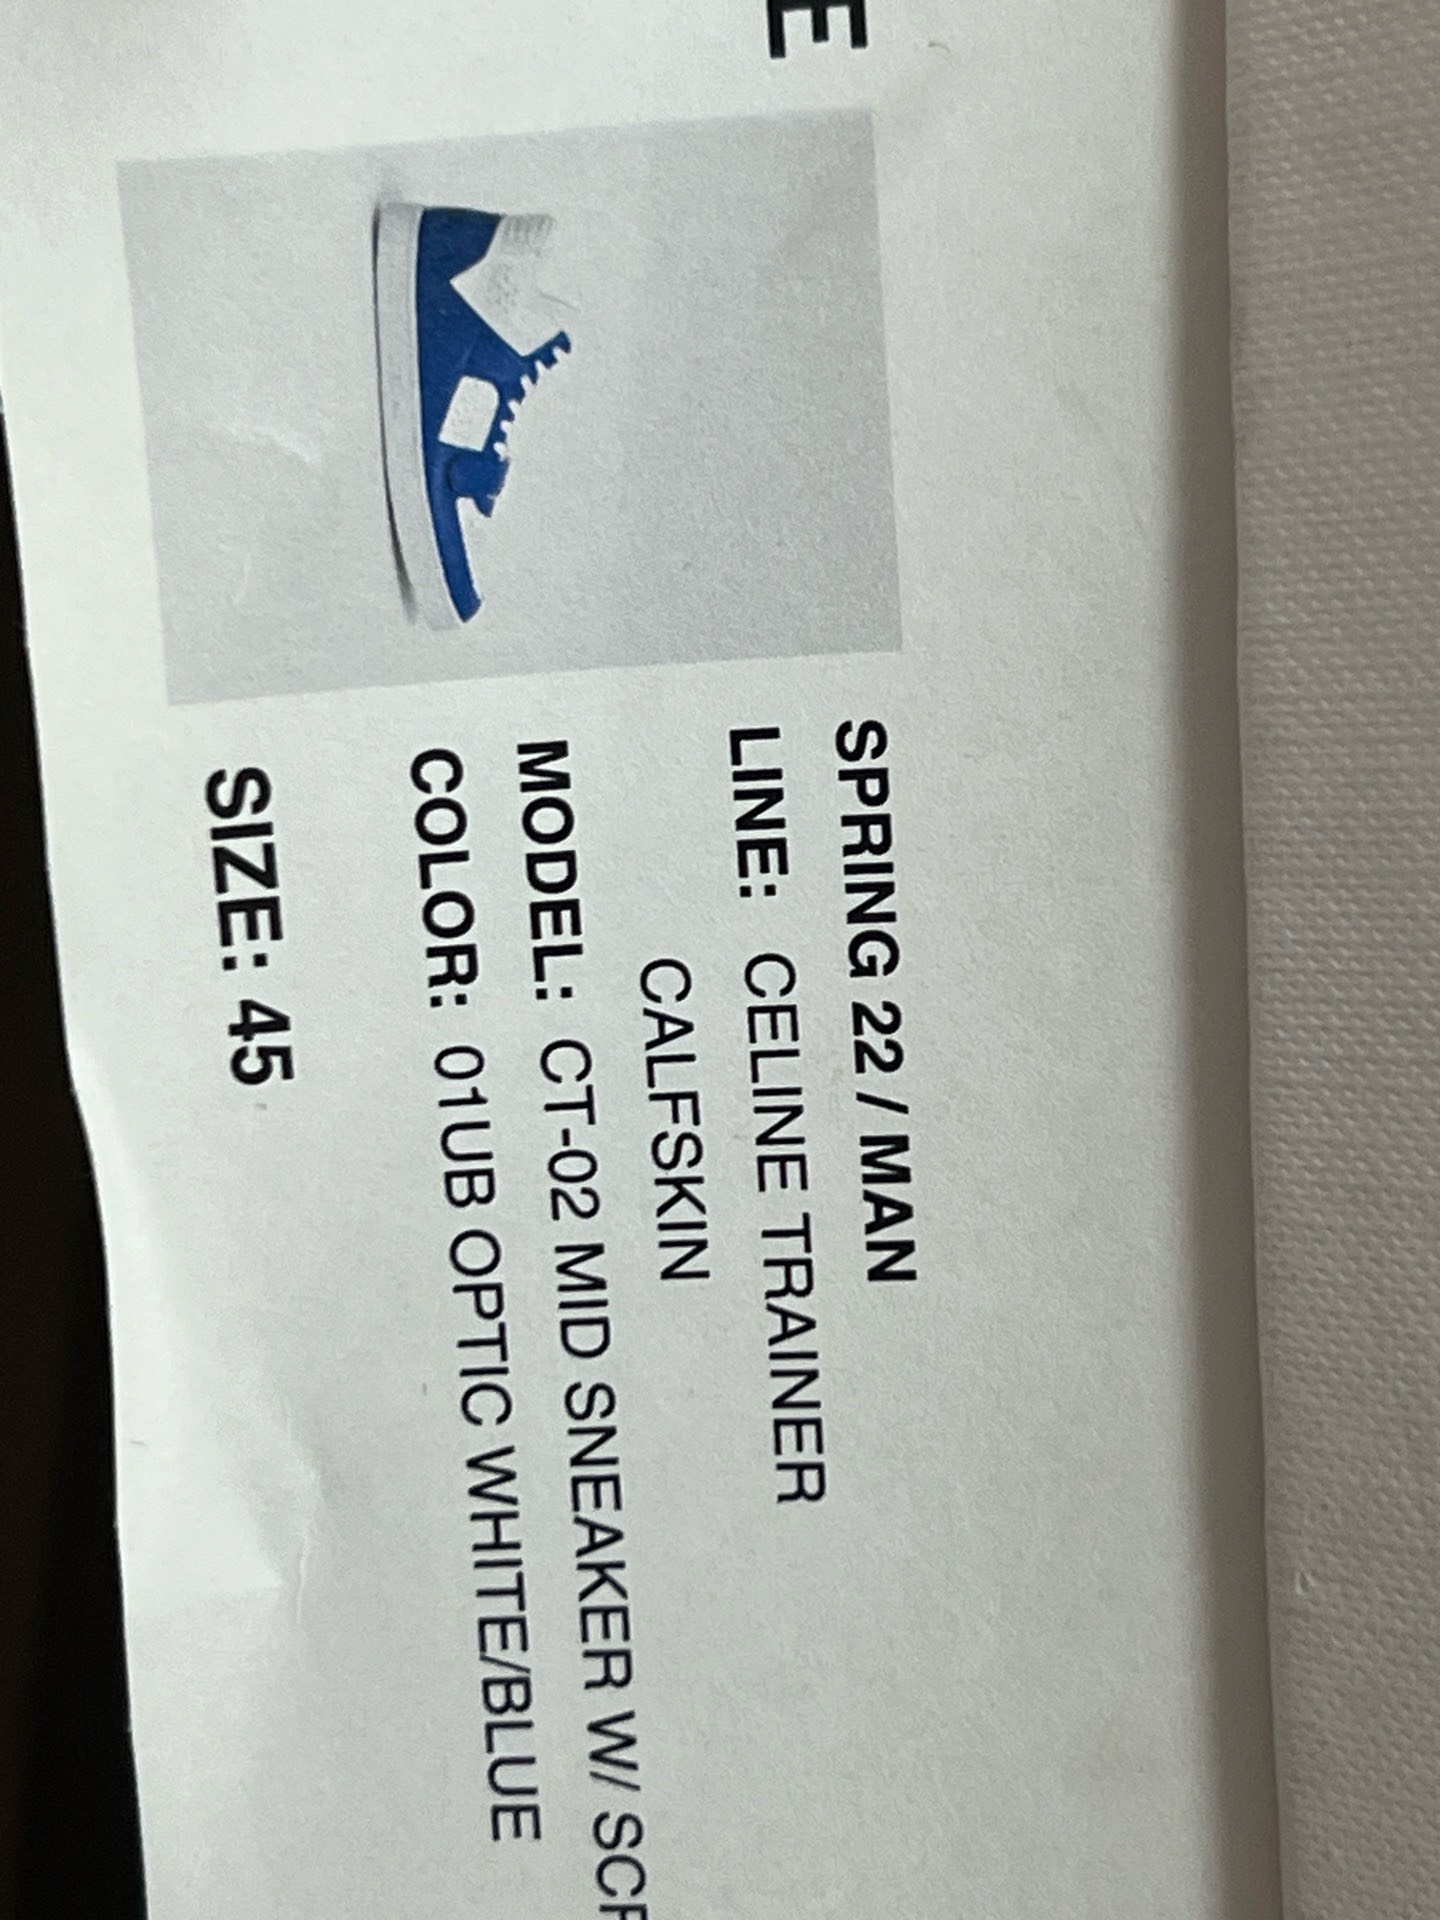 E
SPRING 22 / MAN
LINE: CELINE TRAINER
CALFSKIN
MODEL: CT-02 MID SNEAKER W/
COLOR: 01UB OPTIC WHITE/BLUE
SIZE: 45